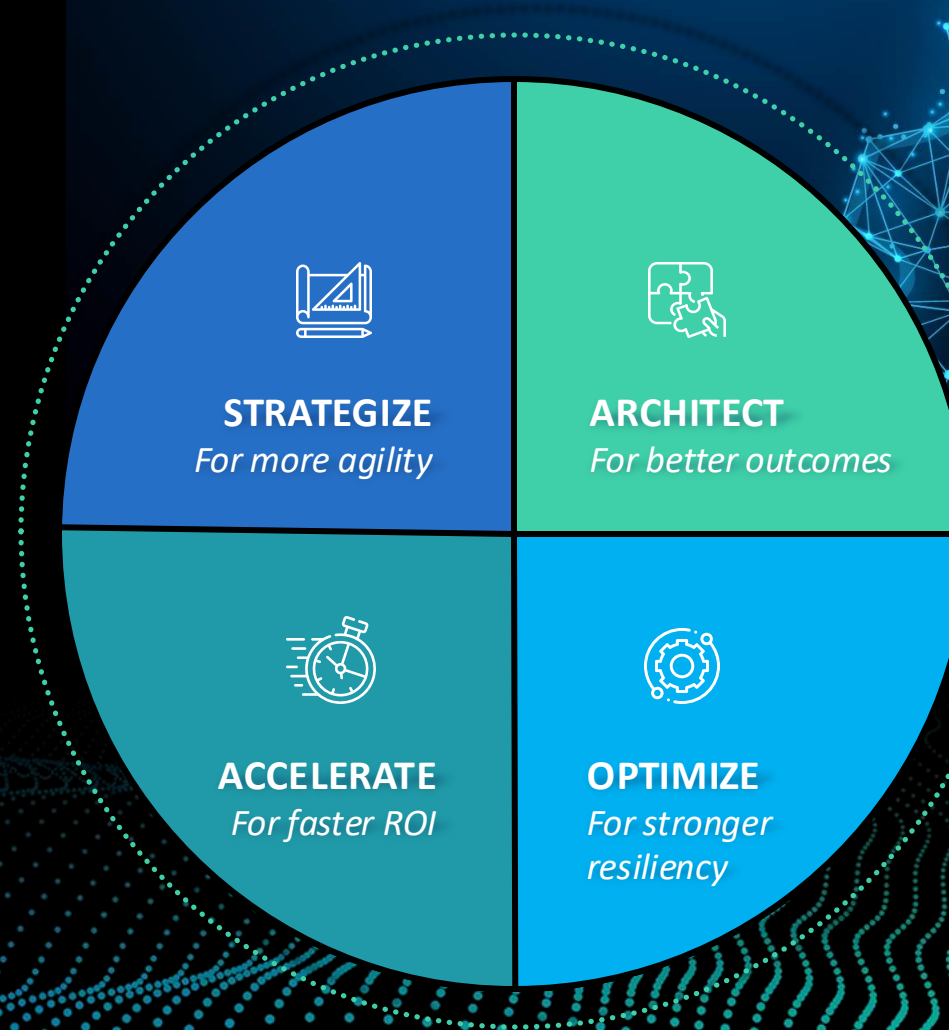 STRATEGIZE
For more agility
ARCHITECT
For better outcomes
ACCELERATE
For faster ROI
OPTIMIZE
For stronger
resiliency